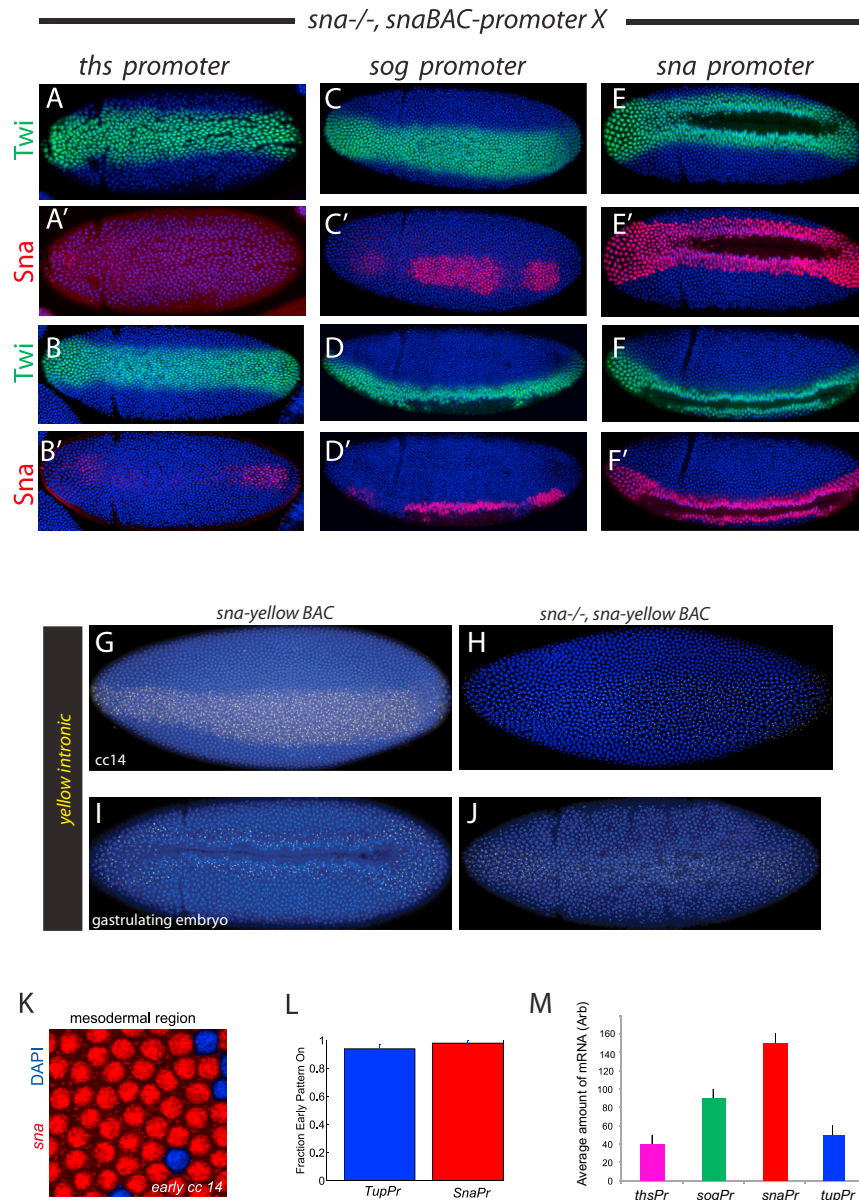 sna-/-, snaBAC-promoter X
ths promoter
sog promoter
sna promoter
A
C
E
Twi
A′
C′
E′
Sna
B
D
F
Twi
B′
D′
F′
Sna
sna-yellow BAC
sna-/-, sna-yellow BAC
yellow intronic
G
H
cc14
I
J
gastrulating embryo
K
mesodermal region
sna DAPI
early cc 14
L
Fraction Early Pattern On
1
0.8
0.6
0.4
0.2
0
TupPr
SnaPr
M
Average amount of mRNA (Arb)
160
140
120
100
80
60
40
20
0
thsPr
sogPr
snaPr
tupPr